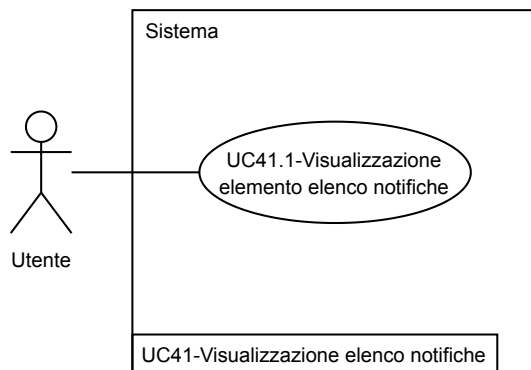 Sistema
UC41.1-Visualizzazione
elemento elenco notifiche
Utente
UC41-Visualizzazione elenco notifiche